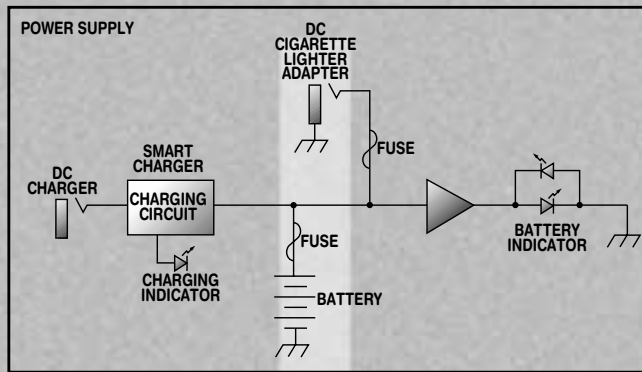 POWER SUPPLY
DC
CIGARETTE
LIGHTER
ADAPTER
FUSE
SMART
CHARGER
DC
CHARGER
CHARGING
CIRCUIT
FUSE
CHARGING
INDICATOR
BATTERY
BATTERY
INDICATOR